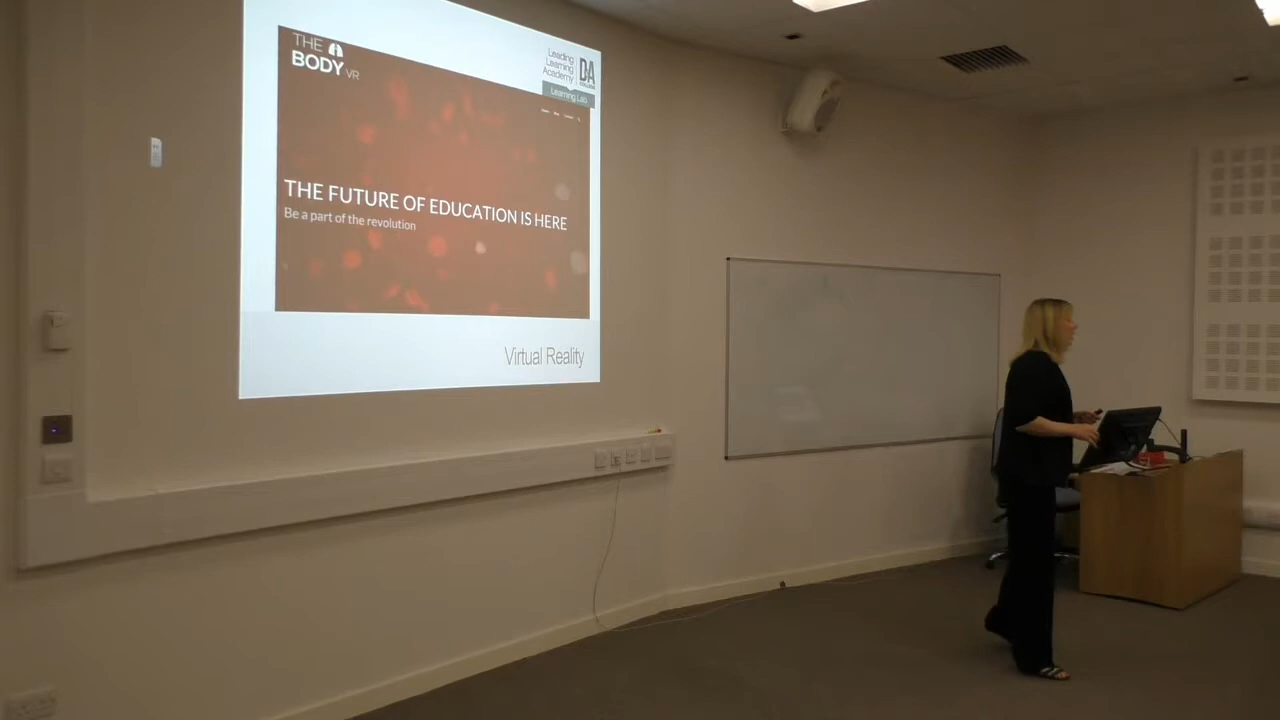 THE
BODY VR
Leading
Learning
Academy
DA
Learning Lab
THE FUTURE OF EDUCATION IS HERE
Be a part of the revolution
Virtual Reality